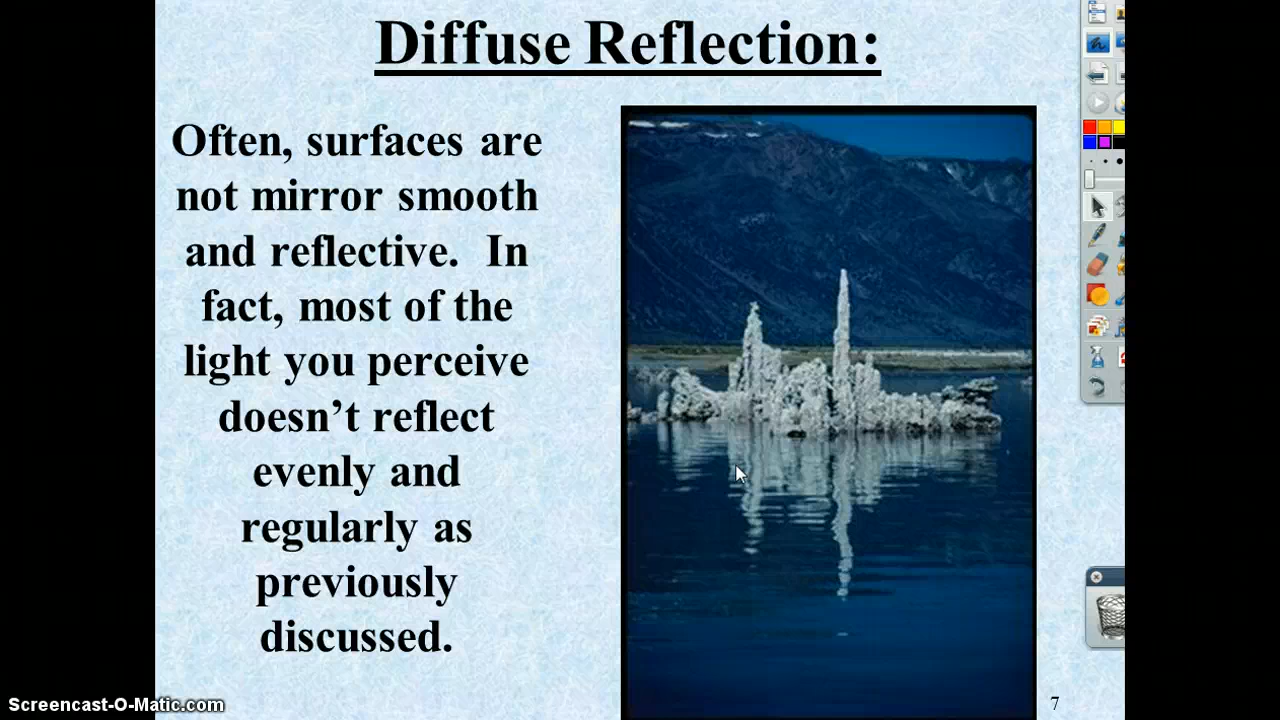 Diffuse Reflection:
Often, surfaces are
not mirror smooth
and reflective.  In
fact, most of the
light you perceive
doesn’t reflect
evenly and
regularly as
previously
discussed.
7
Screencast-O-Matic.com